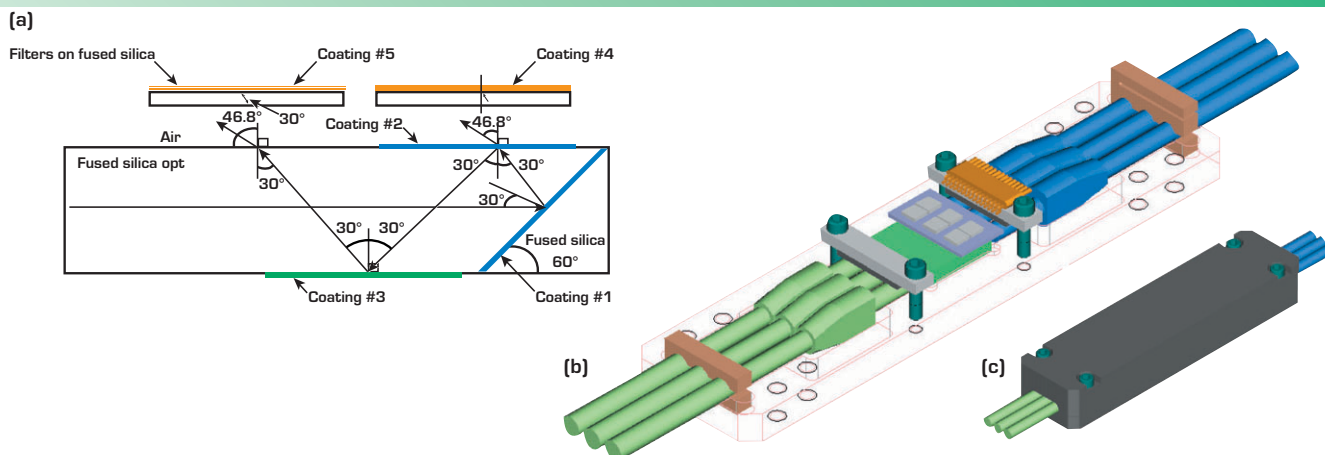 (a)
Filters on fused silica
Coating #5
Coating #4
30°
46.8°
46.8°
Air
Coating #2
Fused silica opt
30°
30°
30°
30°
30°
30°
Fused silica
60°
Coating #3
Coating #1
(b)
(c)